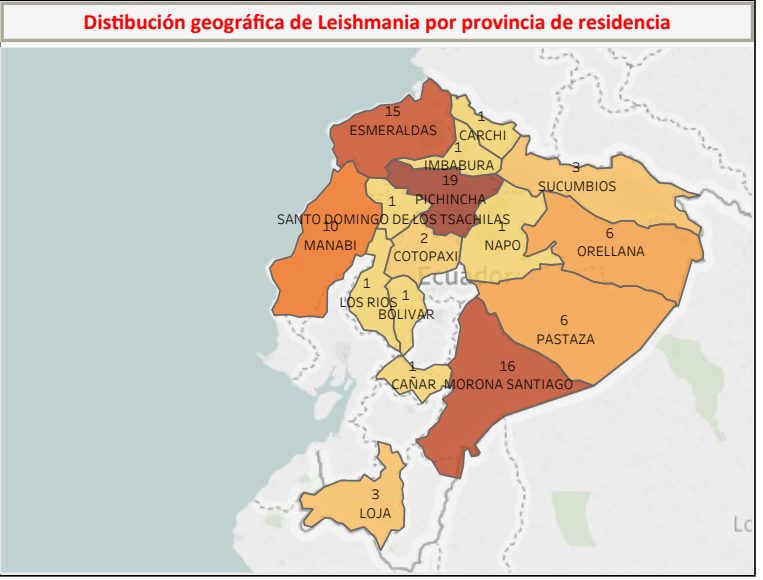 Distibución geográfica de Leishmania por provincia de residencia
15
ESMERALDAS
1
CARCHI
1
IMBABURA
3
SUCUMBIOS
19
PICHINCHA
1
SANTO DOMINGO DE LOS TSACHILAS
10
MANABI
1
NAPO
6
ORELLANA
2
COTOPAXI
Ecuador
1
LOS RIOS
1
BOLIVAR
6
PASTAZA
1
CAÑAR
16
MORONA SANTIAGO
3
LOJA